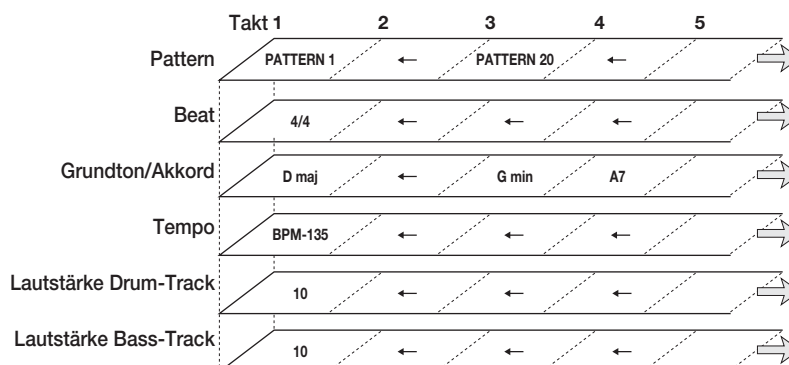 Takt 1 2 3 4 5
Pattern PATTERN 1 ← PATTERN 20 ←
Beat 4/4 ← ← ←
Grundton/Akkord D maj ← G min A7
Tempo BPM-135 ← ← ←
Lautstärke Drum-Track 10 ← ← ←
Lautstärke Bass-Track 10 ← ← ←